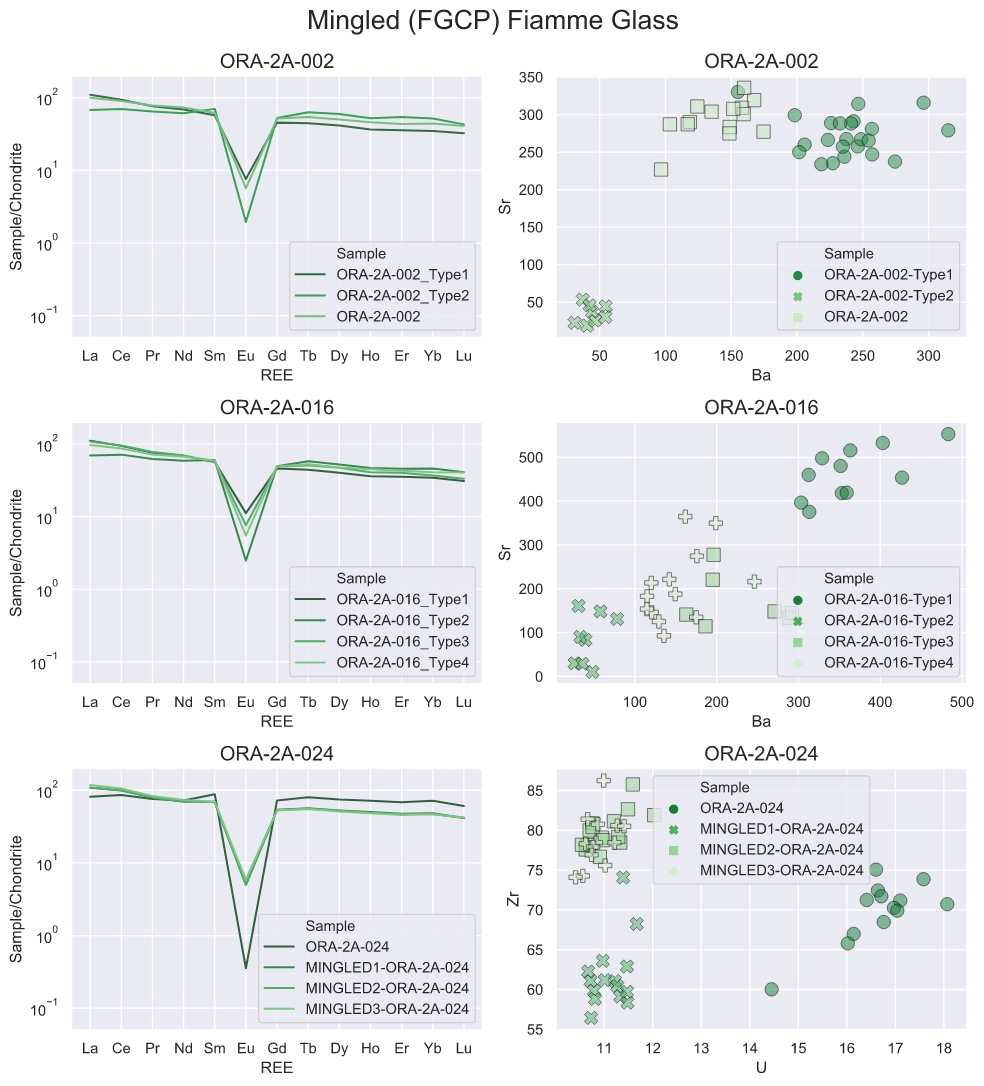 Mingled (FGCP) Fiamme Glass
ORA-2A-002
Sample/Chondrite
10^2
10^1
10^0
10^−1
Sample
ORA-2A-002_Type1
ORA-2A-002_Type2
ORA-2A-002
La Ce Pr Nd Sm Eu Gd Tb Dy Ho Er Yb Lu
REE
ORA-2A-002
Sr
350
300
250
200
150
100
50
Sample
ORA-2A-002-Type1
ORA-2A-002-Type2
ORA-2A-002
50 100 150 200 250 300
Ba
ORA-2A-016
Sample/Chondrite
10^2
10^1
10^0
10^−1
Sample
ORA-2A-016_Type1
ORA-2A-016_Type2
ORA-2A-016_Type3
ORA-2A-016_Type4
La Ce Pr Nd Sm Eu Gd Tb Dy Ho Er Yb Lu
REE
ORA-2A-016
Sr
500
400
300
200
100
0
Sample
ORA-2A-016-Type1
ORA-2A-016-Type2
ORA-2A-016-Type3
ORA-2A-016-Type4
100 200 300 400 500
Ba
ORA-2A-024
Sample/Chondrite
10^2
10^1
10^0
10^−1
Sample
ORA-2A-024
MINGLED1-ORA-2A-024
MINGLED2-ORA-2A-024
MINGLED3-ORA-2A-024
La Ce Pr Nd Sm Eu Gd Tb Dy Ho Er Yb Lu
REE
ORA-2A-024
Zr
85
80
75
70
65
60
55
Sample
ORA-2A-024
MINGLED1-ORA-2A-024
MINGLED2-ORA-2A-024
MINGLED3-ORA-2A-024
11 12 13 14 15 16 17 18
U